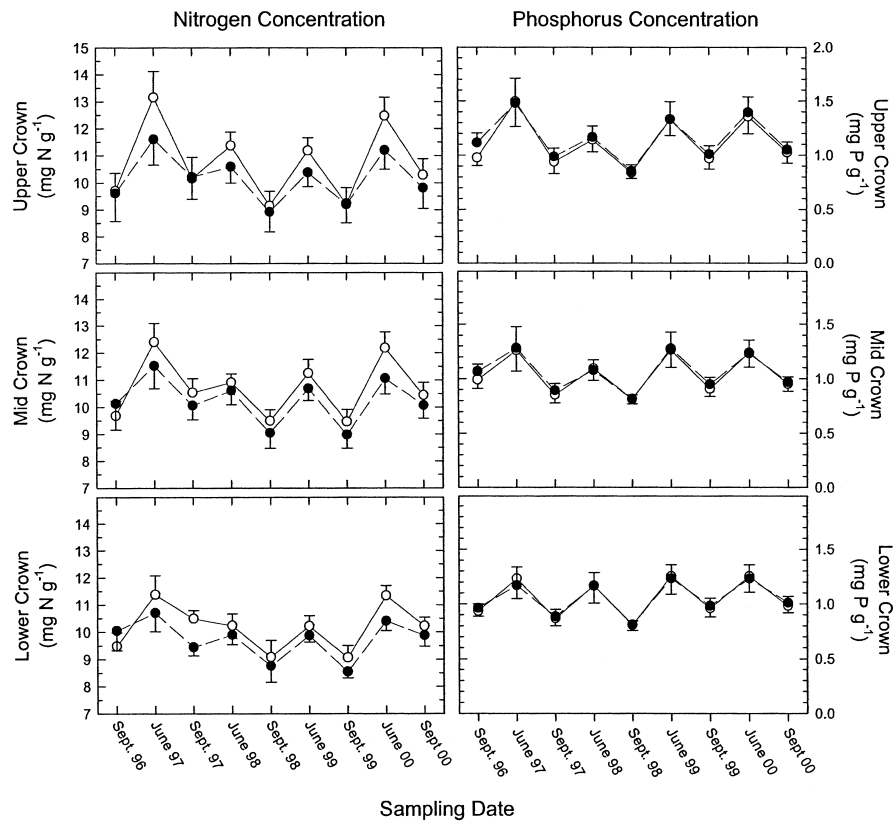 Nitrogen Concentration
Phosphorus Concentration
Upper Crown
(mg N g-1)
15
14
13
12
11
10
9
8
7
2.0
1.5
1.0
0.5
0.0
Upper Crown
(mg P g-1)
Mid Crown
(mg N g-1)
14
13
12
11
10
9
8
7
1.5
1.0
0.5
0.0
Mid Crown
(mg P g-1)
Lower Crown
(mg N g-1)
14
13
12
11
10
9
8
7
1.5
1.0
0.5
0.0
Lower Crown
(mg P g-1)
Sept. 96
June 97
Sept. 97
June 98
Sept. 98
June 99
Sept. 99
June 00
Sept 00
Sept. 96
June 97
Sept. 97
June 98
Sept. 98
June 99
Sept. 99
June 00
Sept 00
Sampling Date